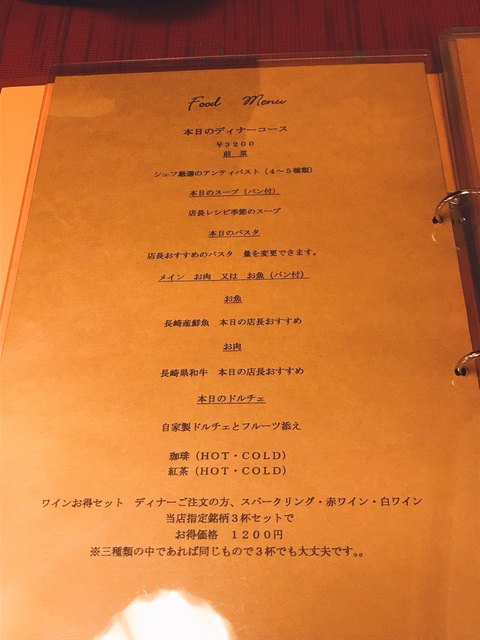 Food Menu
本日のディナーコース
￥３２００
前 菜
シェフ厳選のアンティパスト（４～５種類）
本日のスープ（パン付）
店長レシピ季節のスープ
本日のパスタ
店長おすすめのパスタ 量を変更できます。
メイン お肉 又は お魚（パン付）
お魚
長崎産鮮魚 本日の店長おすすめ
お肉
長崎県和牛 本日の店長おすすめ
本日のドルチェ
自家製ドルチェとフルーツ添え
珈琲（HOT・COLD）
紅茶（HOT・COLD）
ワインお得セット ディナーご注文の方、スパークリング・赤ワイン・白ワイン
当店指定銘柄３杯セットで
お得価格 １２００円
※三種類の中であれば同じもので３杯でも大丈夫です。。